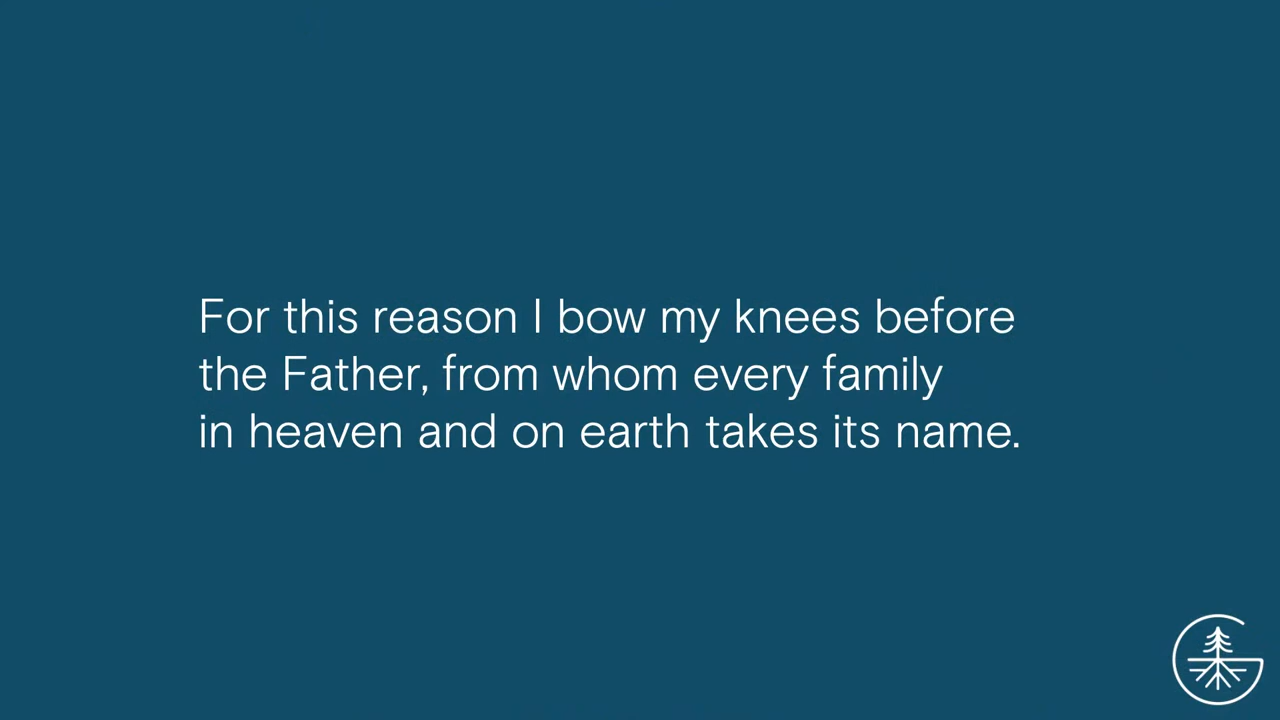 For this reason I bow my knees before
the Father, from whom every family
in heaven and on earth takes its name.